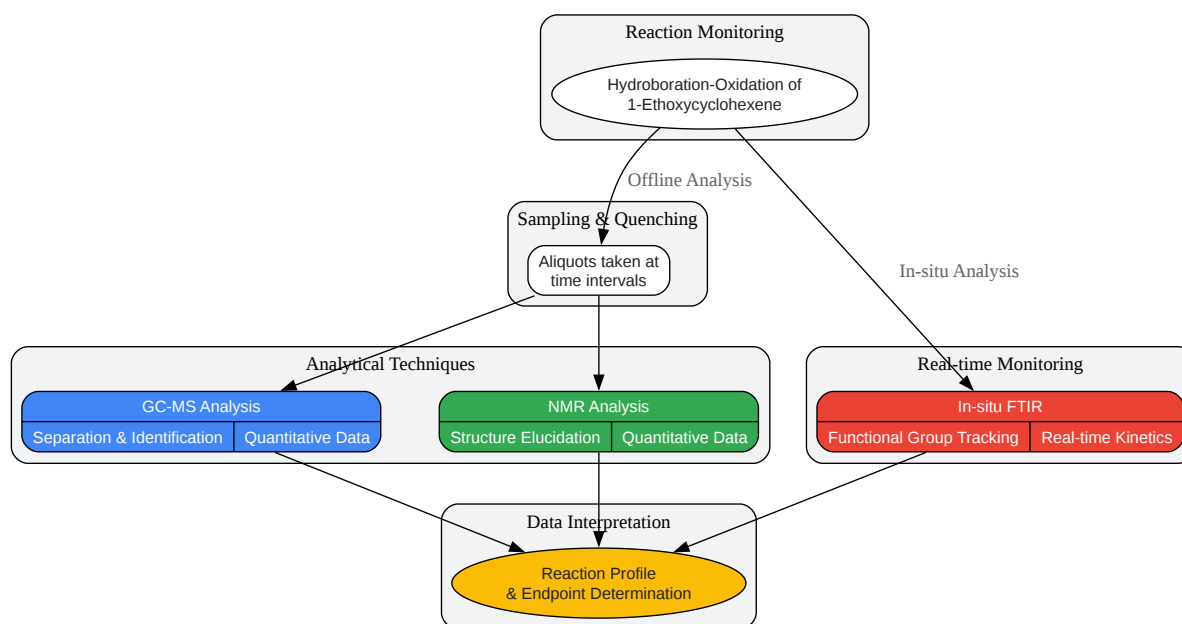 Reaction Monitoring
Hydroboration-Oxidation of
1-Ethoxycyclohexene
Offline Analysis
Sampling & Quenching
Aliquots taken at
time intervals
In-situ Analysis
Analytical Techniques
GC-MS Analysis
Separation & Identification
Quantitative Data
NMR Analysis
Structure Elucidation
Quantitative Data
Real-time Monitoring
In-situ FTIR
Functional Group Tracking
Real-time Kinetics
Data Interpretation
Reaction Profile
& Endpoint Determination